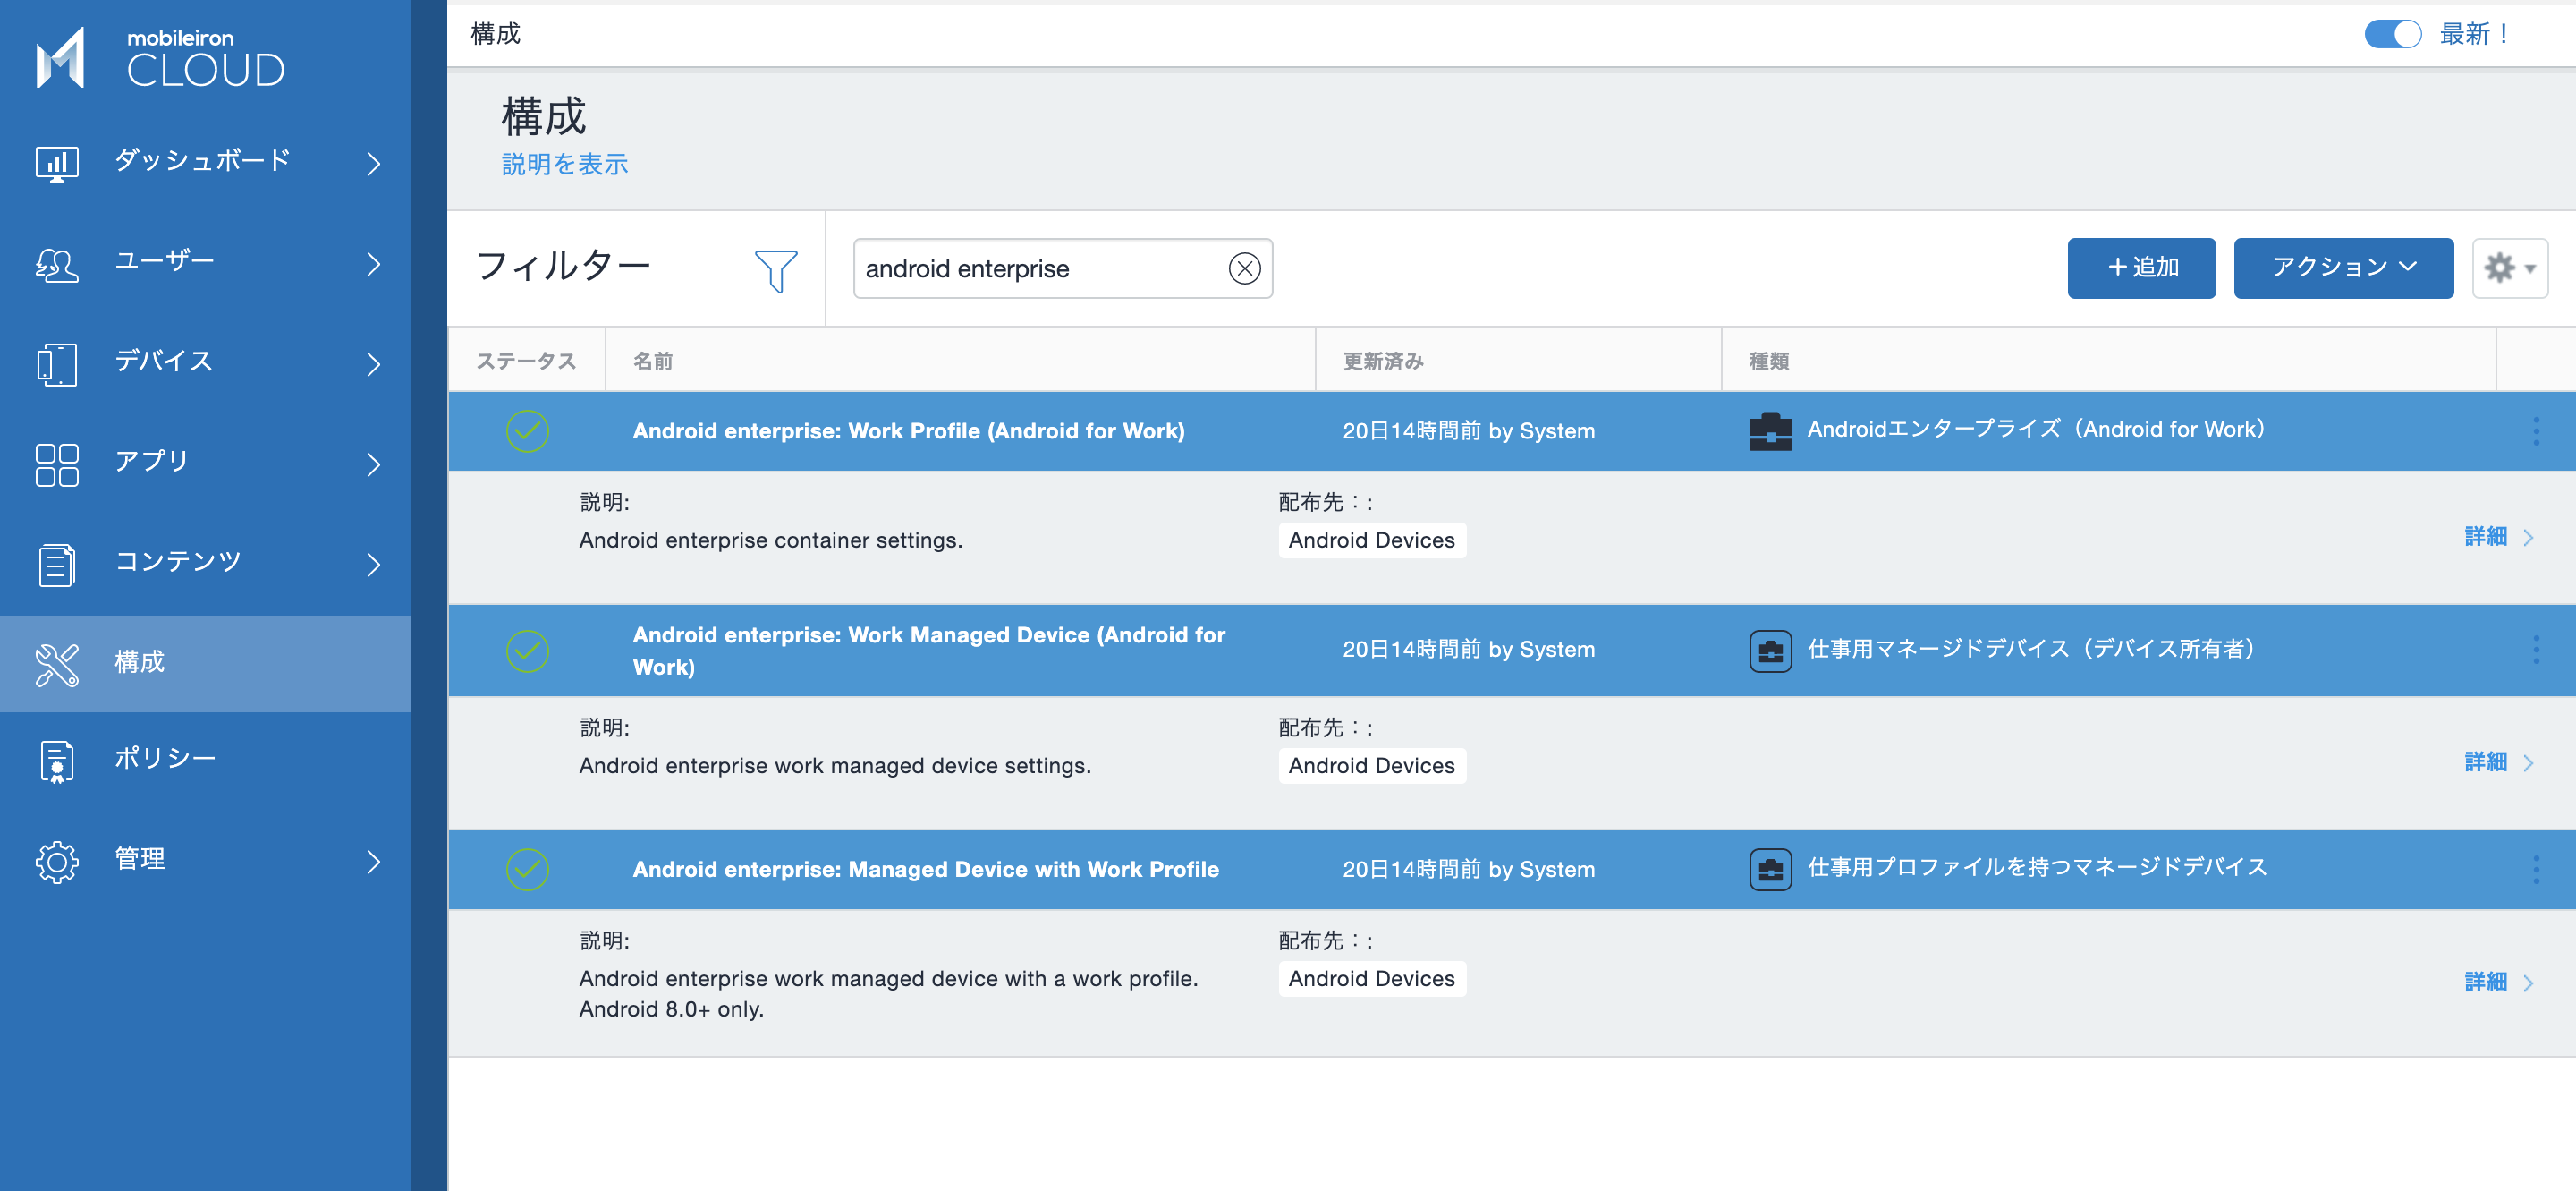 mobileiron
CLOUD
ダッシュボード
ユーザー
デバイス
アプリ
コンテンツ
構成
ポリシー
管理
構成
最新！
構成
説明を表示
フィルター
android enterprise
+追加
アクション
ステータス
名前
更新済み
種類
Android enterprise: Work Profile (Android for Work)
20日14時間前 by System
Androidエンタープライズ（Android for Work）
説明:
Android enterprise container settings.
配布先：:
Android Devices
詳細
Android enterprise: Work Managed Device (Android for
Work)
20日14時間前 by System
仕事用マネージドデバイス（デバイス所有者）
説明:
Android enterprise work managed device settings.
配布先：:
Android Devices
詳細
Android enterprise: Managed Device with Work Profile
20日14時間前 by System
仕事用プロファイルを持つマネージドデバイス
説明:
Android enterprise work managed device with a work profile.
Android 8.0+ only.
配布先：:
Android Devices
詳細